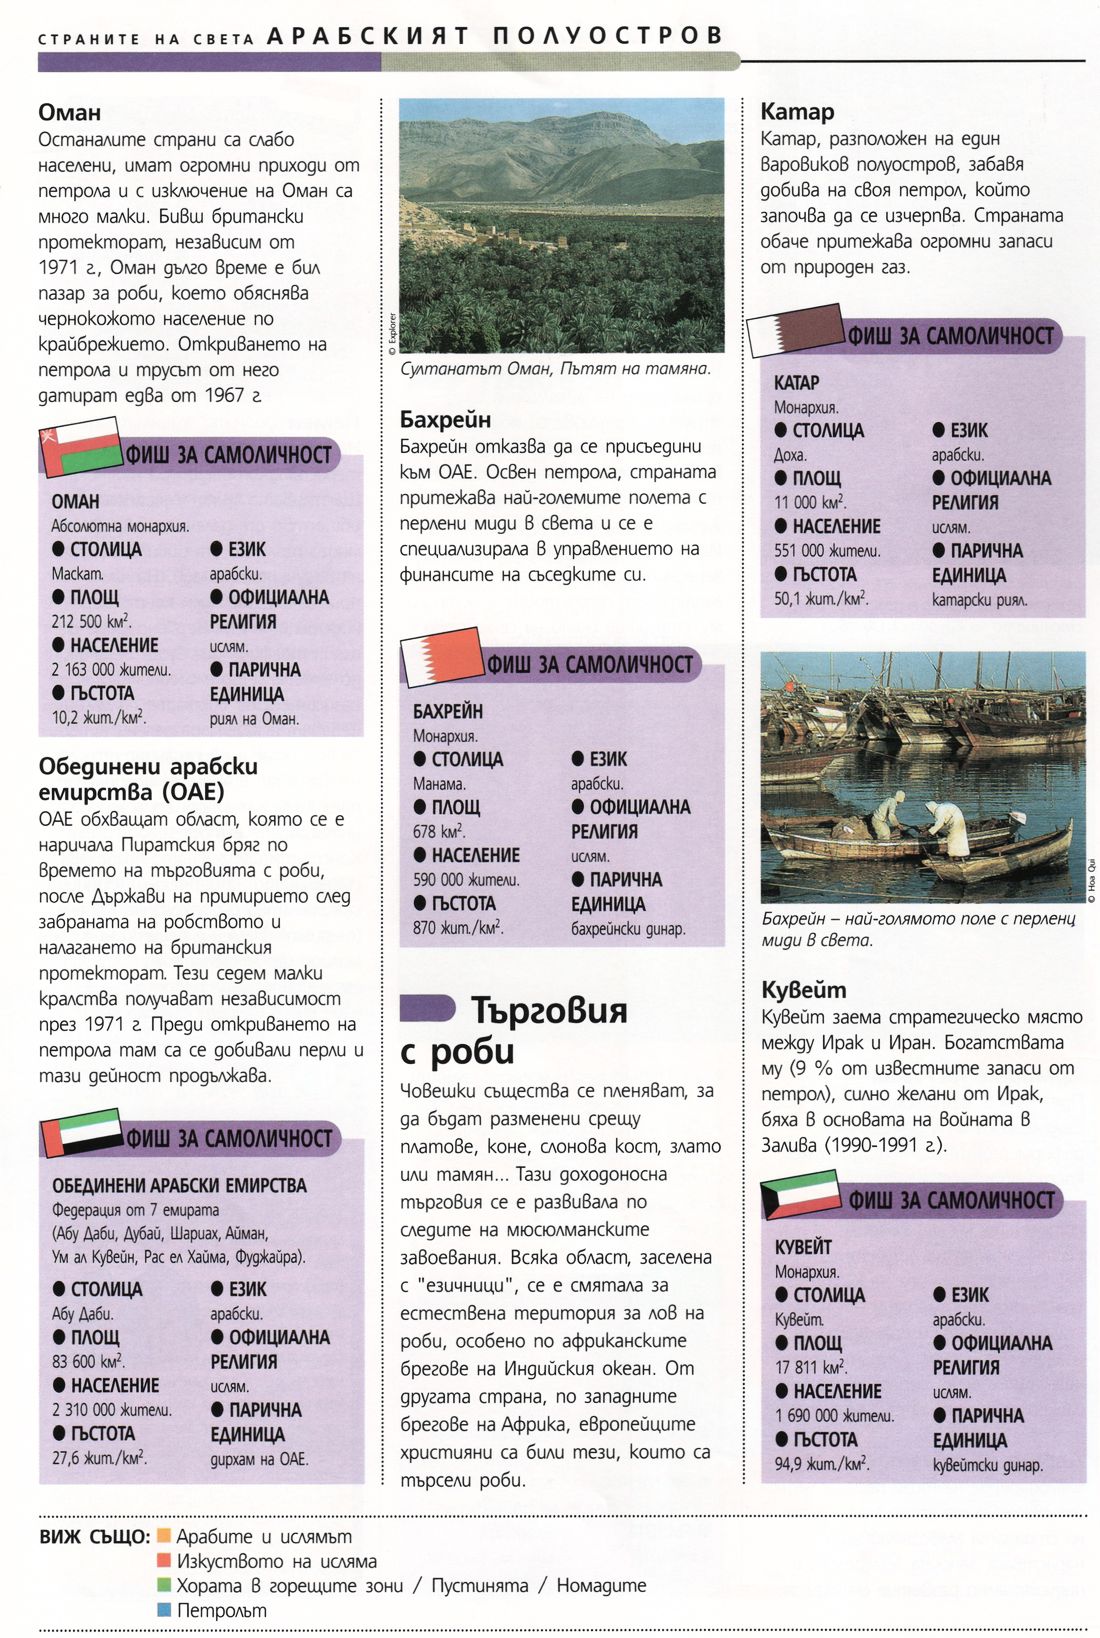 СТРАНИТЕ НА СВЕТА АРАБСКИЯТ ПОЛУОСТРОВ
Оман
Останалите страни са слабо
населени, имат огромни приходи от
петрола и с изключение на Оман са
много малки. Бивш британски
протекторат, независим от
1971 г., Оман дълго време е бил
пазар за роби, което обяснява
чернокожото население по
крайбрежието. Откриването на
петрола и трусът от него
датират едва от 1967 г.
ФИШ ЗА САМОЛИЧНОСТ
ОМАН
Абсолютна монархия.
● СТОЛИЦА
Маскат.
● ПЛОЩ
212 500 км².
● НАСЕЛЕНИЕ
2 163 000 жители.
● ГЪСТОТА
10,2 жит./км².
● ЕЗИК
арабски.
● ОФИЦИАЛНА
РЕЛИГИЯ
ислям.
● ПАРИЧНА
ЕДИНИЦА
риял на Оман.
Обединени арабски
емирства (ОАЕ)
ОАЕ обхващат област, която се е
наричала Пиратския бряг по
времето на търговията с роби,
после Държави на примирието след
забраната на робството и
налагането на британския
протекторат. Тези седем малки
кралства получават независимост
през 1971 г. Преди откриването на
петрола там са се добивали перли и
тази дейност продължава.
ФИШ ЗА САМОЛИЧНОСТ
ОБЕДИНЕНИ АРАБСКИ ЕМИРСТВА
Федерация от 7 емирата
(Абу Даби, Дубай, Шариах, Айман,
Ум ал Кувейн, Рас ел Хайма, Фуджайра).
● СТОЛИЦА
Абу Даби.
● ПЛОЩ
83 600 км².
● НАСЕЛЕНИЕ
2 310 000 жители.
● ГЪСТОТА
27,6 жит./км².
● ЕЗИК
арабски.
● ОФИЦИАЛНА
РЕЛИГИЯ
ислям.
● ПАРИЧНА
ЕДИНИЦА
дирхам на ОАЕ.
© Explorer
Султанатът Оман, Пътят на тамяна.
Бахрейн
Бахрейн отказва да се присъедини
към ОАЕ. Освен петрола, страната
притежава най-големите полета с
перлени миди в света и се е
специализирала в управлението на
финансите на съседките си.
ФИШ ЗА САМОЛИЧНОСТ
БАХРЕЙН
Монархия.
● СТОЛИЦА
Манама.
● ПЛОЩ
678 км².
● НАСЕЛЕНИЕ
590 000 жители.
● ГЪСТОТА
870 жит./км².
● ЕЗИК
арабски.
● ОФИЦИАЛНА
РЕЛИГИЯ
ислям.
● ПАРИЧНА
ЕДИНИЦА
бахрейнски динар.
Търговия
с роби
Човешки същества се пленяват, за
да бъдат разменени срещу
платове, коне, слонова кост, злато
или тамян... Тази доходоносна
търговия се е развивала по
следите на мюсюлманските
завоевания. Всяка област, заселена
с "езичници", се е смятала за
естествена територия за лов на
роби, особено по африканските
брегове на Индийския океан. От
другата страна, по западните
брегове на Африка, европейците
християни са били тези, които са
търсели роби.
Катар
Катар, разположен на един
варовиков полуостров, забавя
добива на своя петрол, който
започва да се изчерпва. Страната
обаче притежава огромни запаси
от природен газ.
ФИШ ЗА САМОЛИЧНОСТ
КАТАР
Монархия.
● СТОЛИЦА
Доха.
● ПЛОЩ
11 000 км².
● НАСЕЛЕНИЕ
551 000 жители.
● ГЪСТОТА
50,1 жит./км².
● ЕЗИК
арабски.
● ОФИЦИАЛНА
РЕЛИГИЯ
ислям.
● ПАРИЧНА
ЕДИНИЦА
катарски риял.
© Hoa Qui
Бахрейн – най-голямото поле с перленц
миди в света.
Кувейт
Кувейт заема стратегическо място
между Ирак и Иран. Богатствата
му (9 % от известните запаси от
петрол), силно желани от Ирак,
бяха в основата на войната в
Залива (1990-1991 г.).
ФИШ ЗА САМОЛИЧНОСТ
КУВЕЙТ
Монархия.
● СТОЛИЦА
Кувейт.
● ПЛОЩ
17 811 км².
● НАСЕЛЕНИЕ
1 690 000 жители.
● ГЪСТОТА
94,9 жит./км².
● ЕЗИК
арабски.
● ОФИЦИАЛНА
РЕЛИГИЯ
ислям.
● ПАРИЧНА
ЕДИНИЦА
кувейтски динар.
ВИЖ СЪЩО: Арабите и ислямът
Изкуството на исляма
Хората в горещите зони / Пустинята / Номадите
Петролът